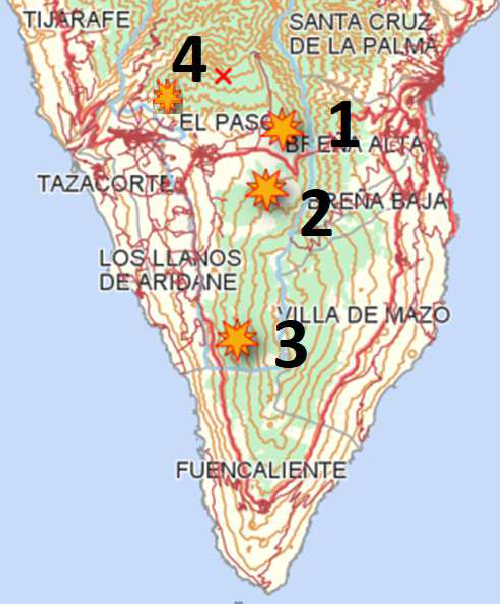 TIJARAFE
SANTA CRUZ
DE LA PALMA
4
EL PASO
1
BREÑA ALTA
TAZACORTE
2
BREÑA BAJA
LOS LLANOS
DE ARIDANE
VILLA DE MAZO
3
FUENCALIENTE